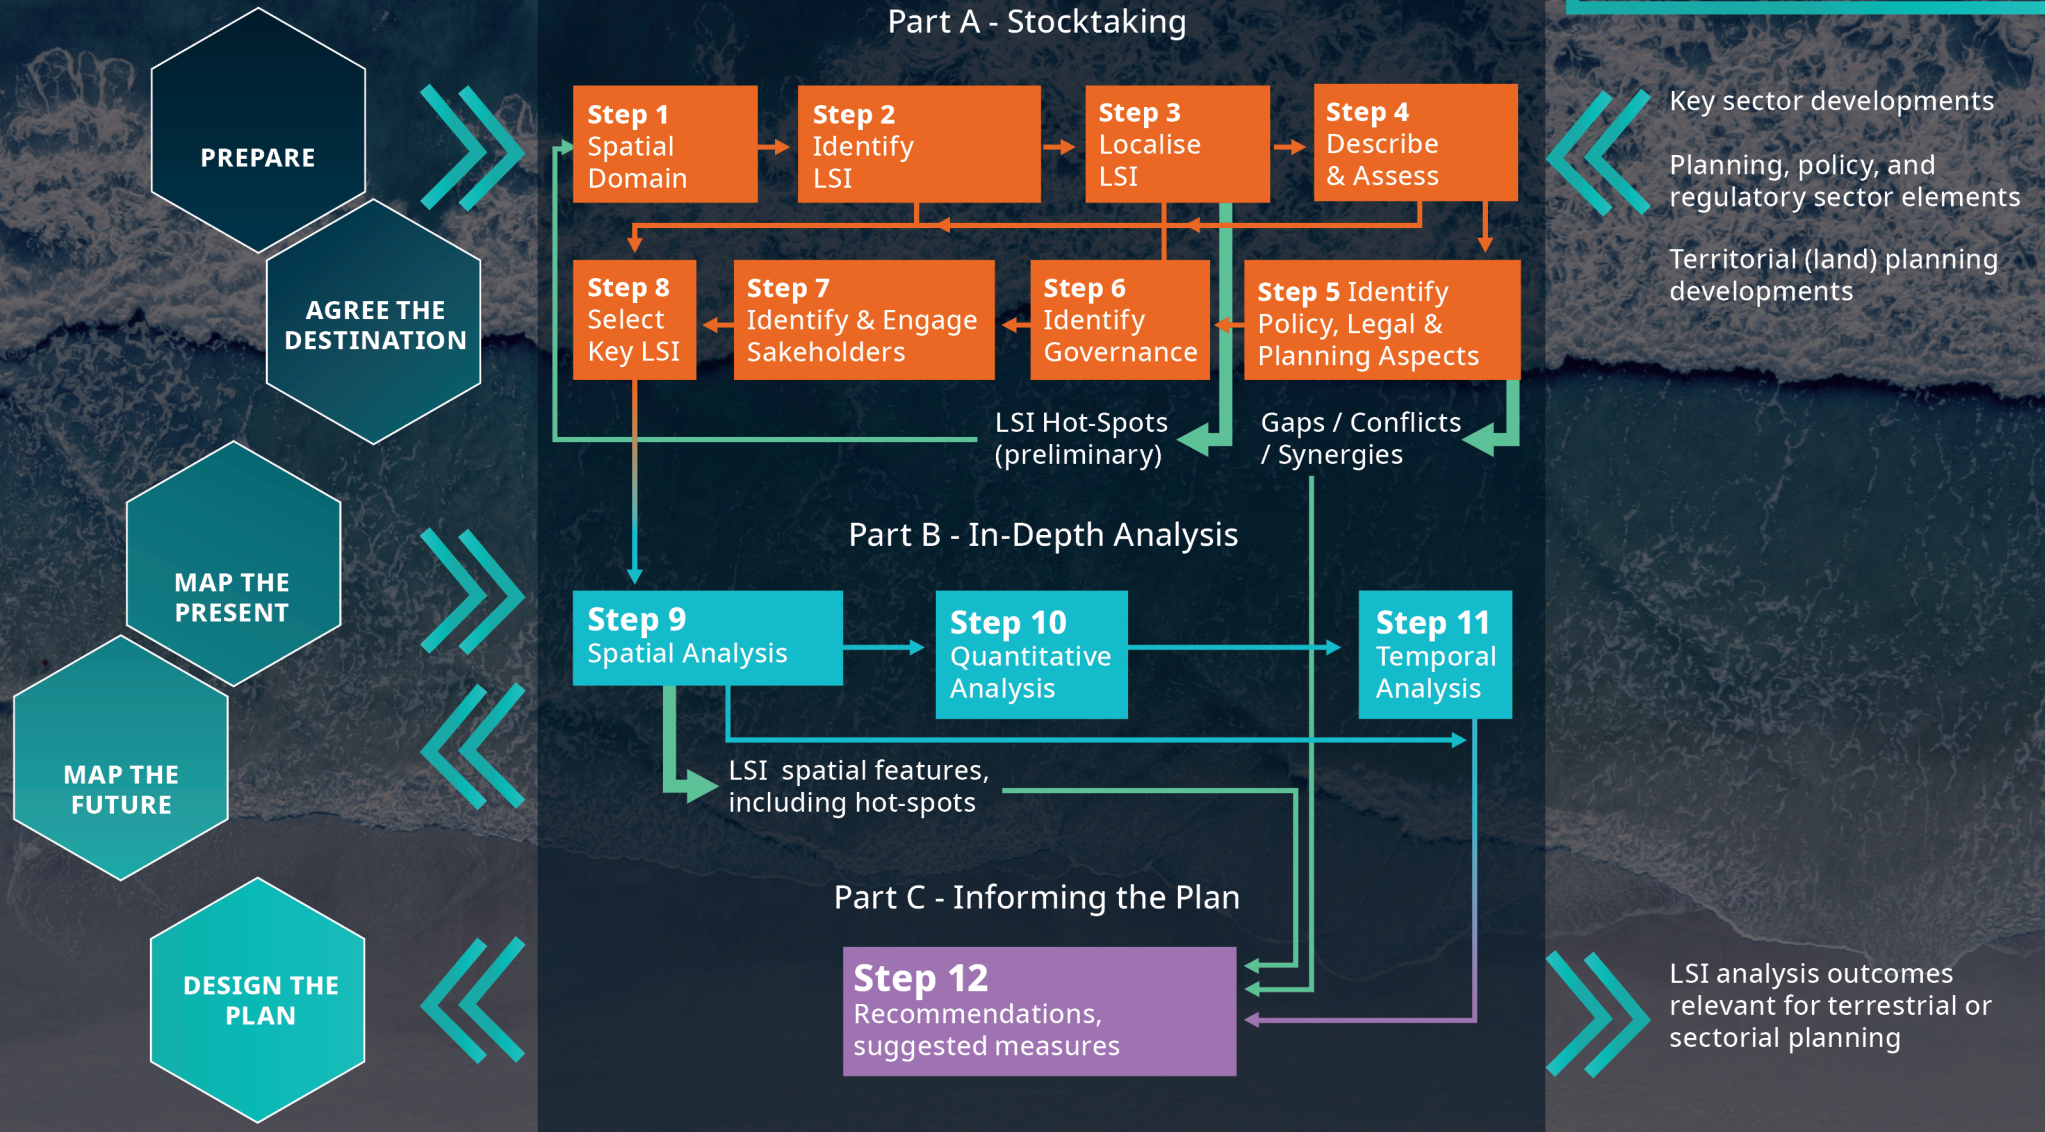 PREPARE
AGREE THE
DESTINATION
MAP THE
PRESENT
MAP THE
FUTURE
DESIGN THE
PLAN
Part A - Stocktaking
Step 1
Spatial
Domain
Step 2
Identify
LSI
Step 3
Localise
LSI
Step 4
Describe
& Assess
Step 8
Select
Key LSI
Step 7
Identify & Engage
Sakeholders
Step 6
Identify
Governance
Step 5 Identify
Policy, Legal &
Planning Aspects
LSI Hot-Spots
(preliminary)
Gaps / Conflicts
/ Synergies
Part B - In-Depth Analysis
Step 9
Spatial Analysis
Step 10
Quantitative
Analysis
Step 11
Temporal
Analysis
LSI spatial features,
including hot-spots
Part C - Informing the Plan
Step 12
Recommendations,
suggested measures
Key sector developments
Planning, policy, and
regulatory sector elements
Territorial (land) planning
developments
LSI analysis outcomes
relevant for terrestrial or
sectorial planning